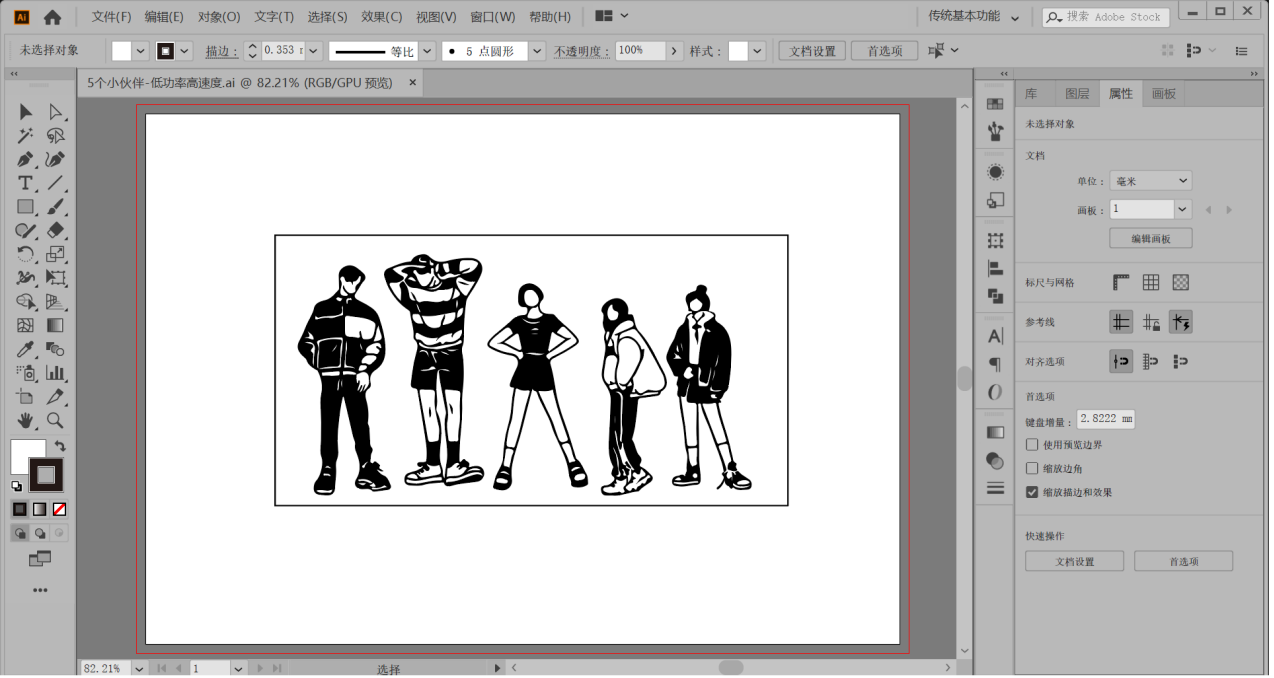 Ai 文件(F) 编辑(E) 对象(O) 文字(T) 选择(S) 效果(C) 视图(V) 窗口(W) 帮助(H) 传统基本功能 搜索 Adobe Stock
未选择对象 描边: 0.353 等比 5 点圆形 不透明度: 100% 样式: 文档设置 首选项
5个小伙伴-低功率高速度.ai @ 82.21% (RGB/GPU 预览) ×
库 图层 属性 画板
未选择对象
文档
单位: 毫米
画板: 1
编辑画板
标尺与网格
参考线
对齐选项
首选项
键盘增量: 2.8222 mm
使用预览边界
缩放边角
缩放描边和效果
快速操作
文档设置 首选项
82.21% 1 选择